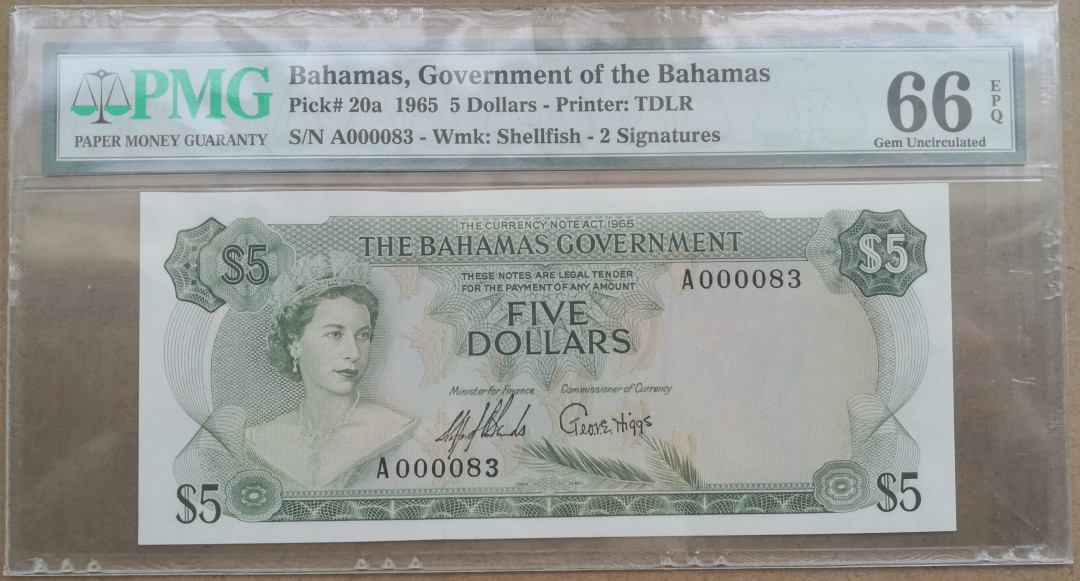 PMG
PAPER MONEY GUARANTY
Bahamas, Government of the Bahamas
Pick# 20a 1965 5 Dollars - Printer: TDLR
S/N A000083 - Wmk: Shellfish - 2 Signatures
66 EPQ
Gem Uncirculated
THE CURRENCY NOTE ACT 1965
THE BAHAMAS GOVERNMENT
$5
$5
THESE NOTES ARE LEGAL TENDER
FOR THE PAYMENT OF ANY AMOUNT
A000083
FIVE
DOLLARS
Minister for Finance Commissioner of Currency
Geo. E. Higgs
A000083
$5
$5